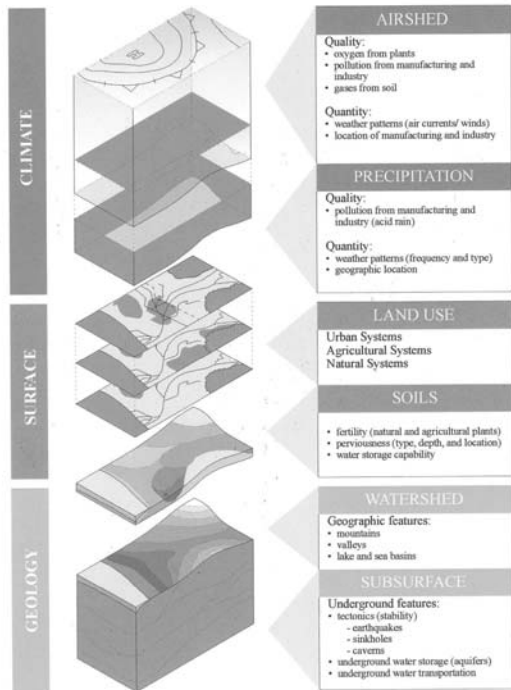 CLIMATE
AIRSHED
Quality:
• oxygen from plants
• pollution from manufacturing and
industry
• gases from soil
Quantity:
• weather patterns (air currents/ winds)
• location of manufacturing and industry
PRECIPITATION
Quality:
• pollution from manufacturing and
industry (acid rain)
Quantity:
• weather patterns (frequency and type)
• geographic location
SURFACE
LAND USE
Urban Systems
Agricultural Systems
Natural Systems
SOILS
• fertility (natural and agricultural plants)
• perviousness (type, depth, and location)
• water storage capability
GEOLOGY
WATERSHED
Geographic features:
• mountains
• valleys
• lake and sea basins
SUBSURFACE
Underground features:
• tectonics (stability)
- earthquakes
- sinkholes
- caverns
• underground water storage (aquifers)
• underground water transportation